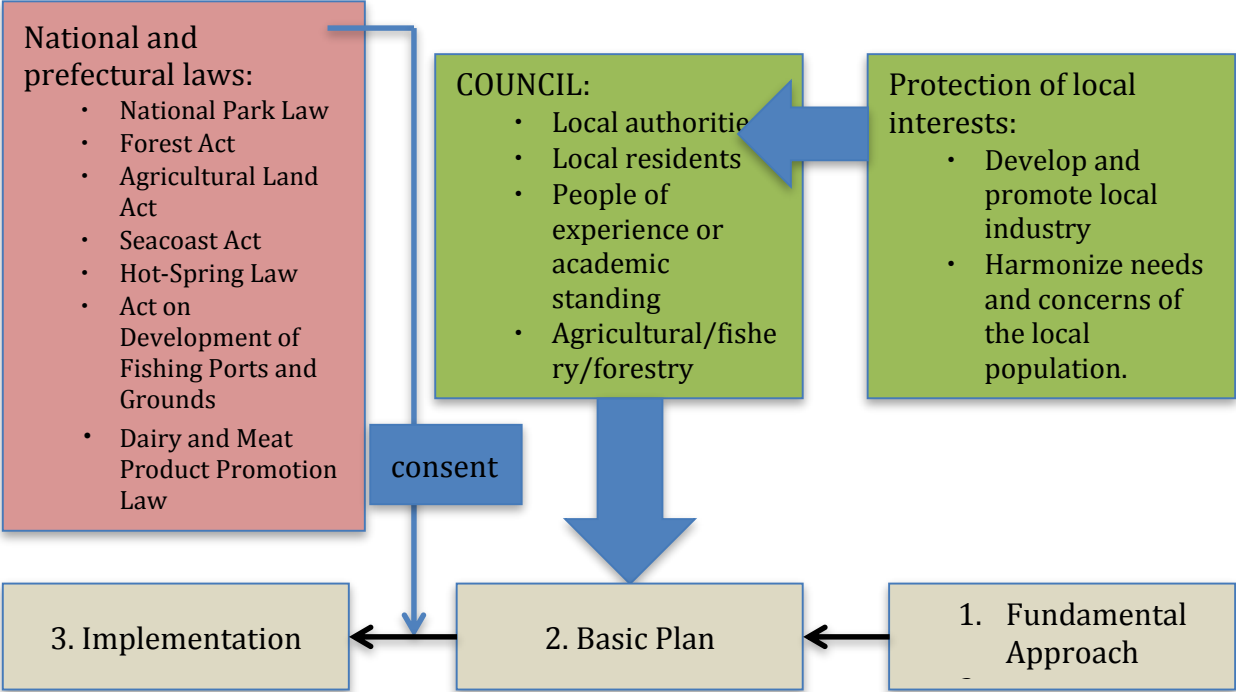 National and
prefectural laws:
· National Park Law
· Forest Act
· Agricultural Land
Act
· Seacoast Act
· Hot-Spring Law
· Act on
Development of
Fishing Ports and
Grounds
· Dairy and Meat
Product Promotion
Law
consent
COUNCIL:
· Local authoritie
· Local residents
· People of
experience or
academic
standing
· Agricultural/fishe
ry/forestry
Protection of local
interests:
· Develop and
promote local
industry
· Harmonize needs
and concerns of
the local
population.
3. Implementation
2. Basic Plan
1. Fundamental
Approach